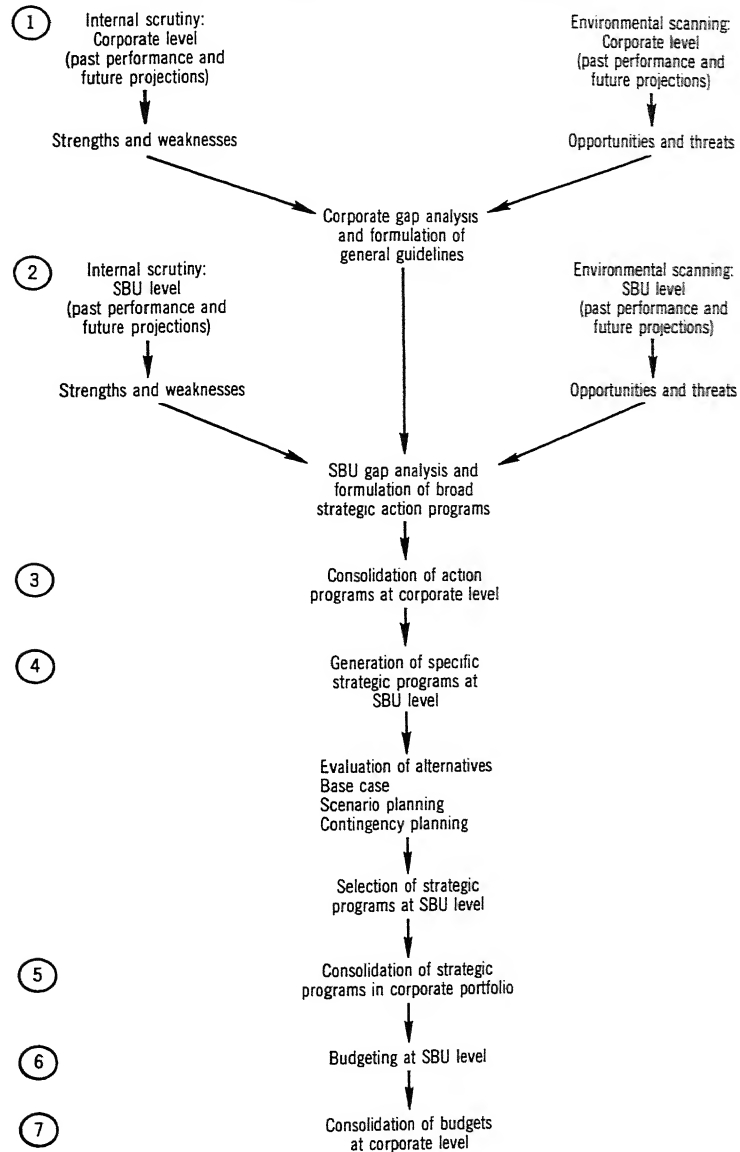 1
Internal scrutiny:
Corporate level
(past performance and
future projections)
Environmental scanning:
Corporate level
(past performance and
future projections)
Strengths and weaknesses
Opportunities and threats
Corporate gap analysis
and formulation of
general guidelines
2
Internal scrutiny:
SBU level
(past performance and
future projections)
Environmental scanning:
SBU level
(past performance and
future projections)
Strengths and weaknesses
Opportunities and threats
SBU gap analysis and
formulation of broad
strategic action programs
3
Consolidation of action
programs at corporate level
4
Generation of specific
strategic programs at
SBU level
Evaluation of alternatives
Base case
Scenario planning
Contingency planning
Selection of strategic
programs at SBU level
5
Consolidation of strategic
programs in corporate portfolio
6
Budgeting at SBU level
7
Consolidation of budgets
at corporate level